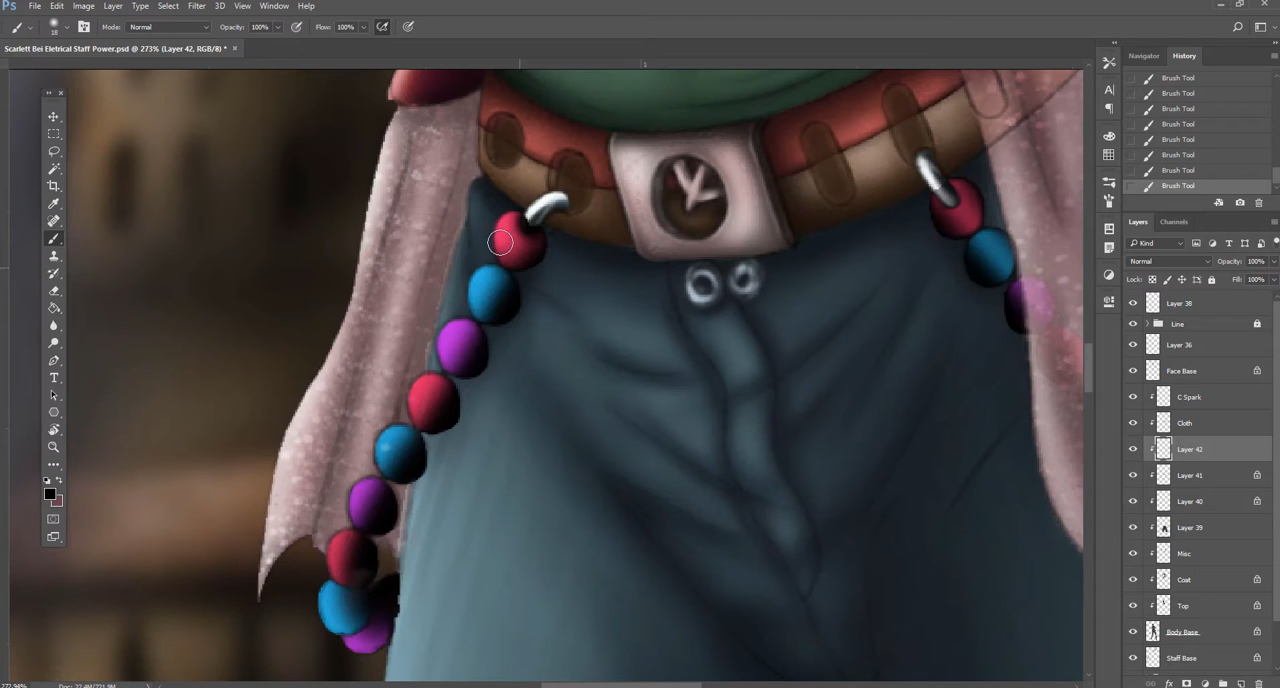 Ps File Edit Image Layer Type Select Filter 3D View Window Help
18 Mode: Normal Opacity: 100% Flow: 100%
Scarlett Bei Eletrical Staff Power.psd @ 273% (Layer 42, RGB/8) * ×
Navigator History
Brush Tool
Brush Tool
Brush Tool
Brush Tool
Brush Tool
Brush Tool
Brush Tool
Brush Tool
Layers Channels
Kind
Normal Opacity: 100%
Lock: Fill: 100%
Layer 38
Line
Layer 36
Face Base
C Spark
Cloth
Layer 42
Layer 41
Layer 40
Layer 39
Misc
Coat
Top
Body Base
Staff Base